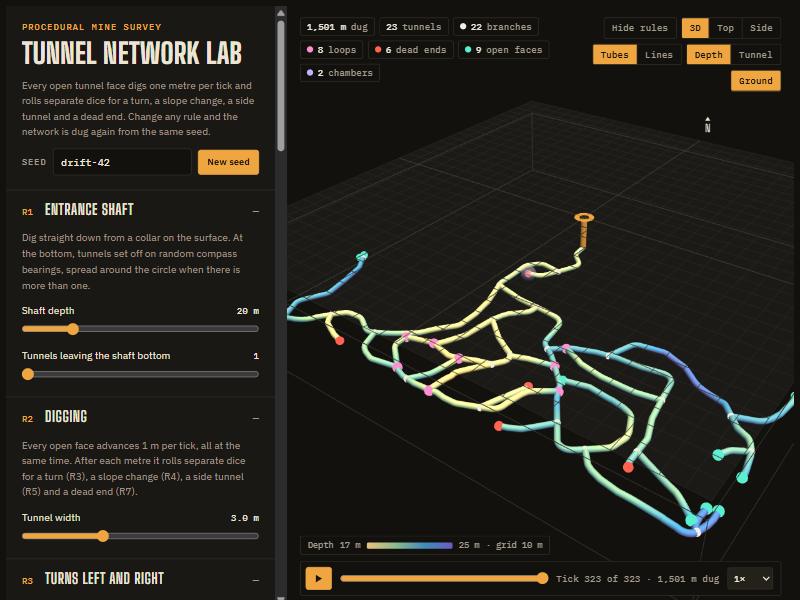 PROCEDURAL MINE SURVEY
TUNNEL NETWORK LAB
Every open tunnel face digs one metre per tick and
rolls separate dice for a turn, a slope change, a side
tunnel and a dead end. Change any rule and the
network is dug again from the same seed.
SEED drift-42 New seed
R1 ENTRANCE SHAFT –
Dig straight down from a collar on the surface. At
the bottom, tunnels set off on random compass
bearings, spread around the circle when there is
more than one.
Shaft depth 20 m
Tunnels leaving the shaft bottom 1
R2 DIGGING –
Every open face advances 1 m per tick, all at the
same time. After each metre it rolls separate dice
for a turn (R3), a slope change (R4), a side tunnel
(R5) and a dead end (R7).
Tunnel width 3.0 m
R3 TURNS LEFT AND RIGHT –
1,501 m dug 23 tunnels 22 branches
8 loops 6 dead ends 9 open faces
2 chambers
Hide rules 3D Top Side
Tubes Lines Depth Tunnel
Ground
N
Depth 17 m 25 m · grid 10 m
Tick 323 of 323 · 1,501 m dug 1×